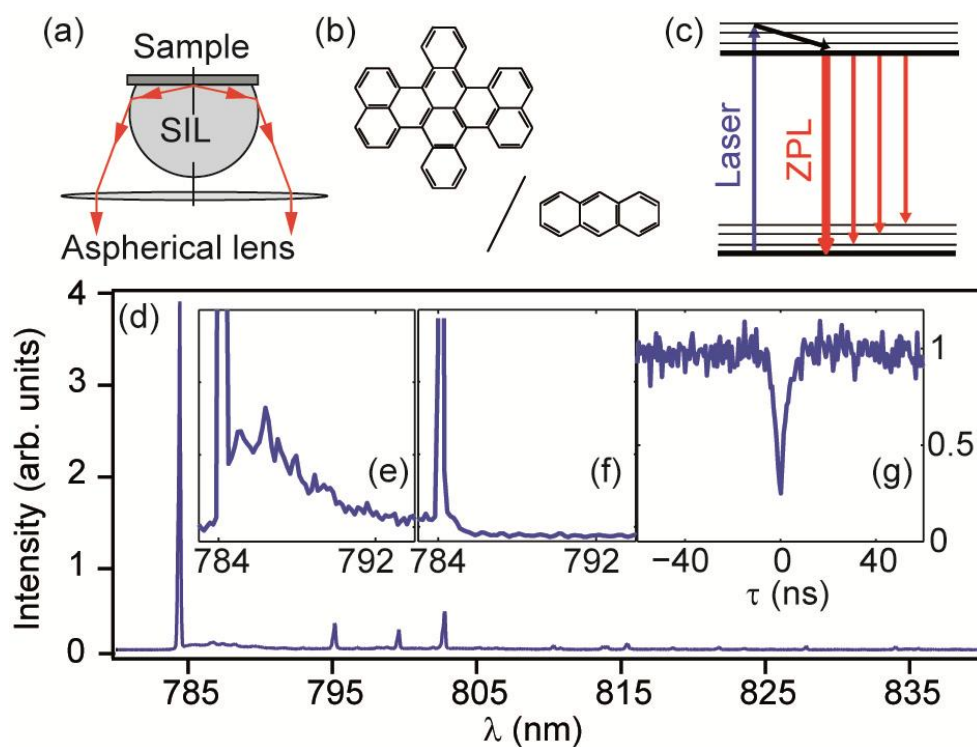 (a)
Sample
SIL
Aspherical lens
(b)
(c)
Laser
ZPL
(d)
4
3
2
1
0
Intensity (arb. units)
785
795
805
815
825
835
λ (nm)
(e)
784
792
(f)
784
792
(g)
1
0.5
0
−40
0
40
τ (ns)